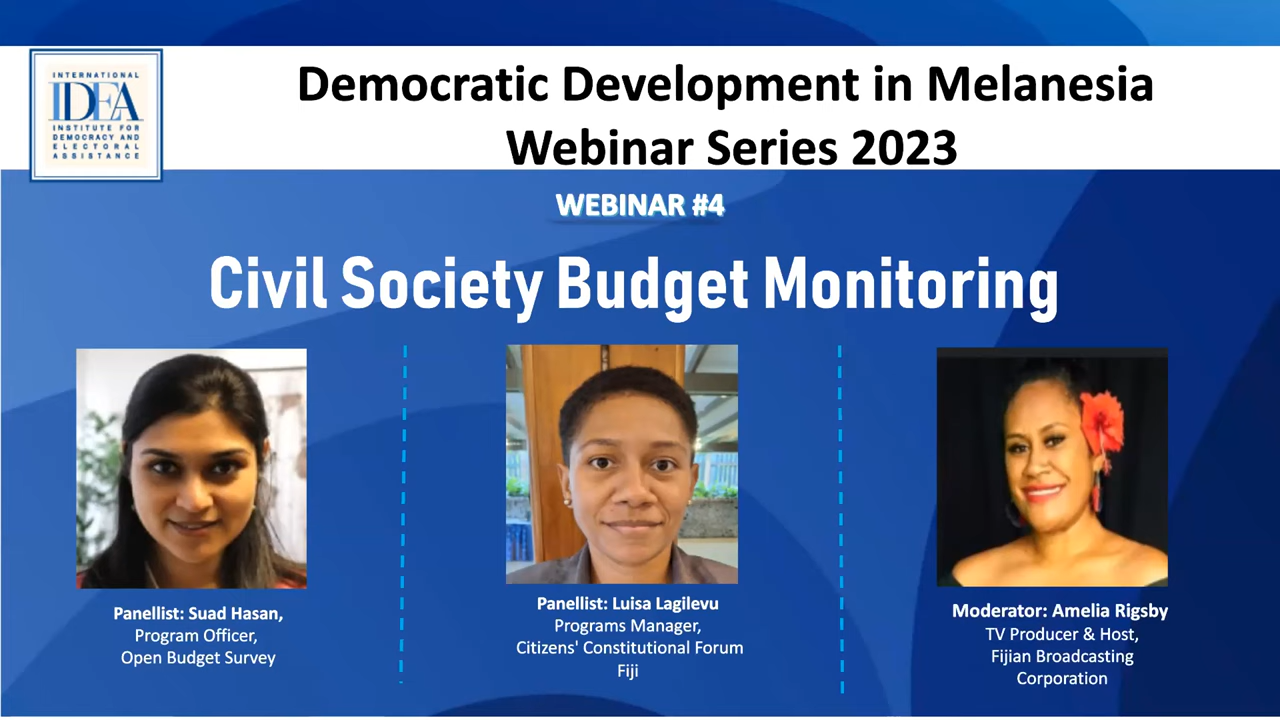 INTERNATIONAL
IDEA
INSTITUTE FOR
DEMOCRACY AND
ELECTORAL
ASSISTANCE
Democratic Development in Melanesia
Webinar Series 2023
WEBINAR #4
Civil Society Budget Monitoring
Panellist: Suad Hasan,
Program Officer,
Open Budget Survey
Panellist: Luisa Lagilevu
Programs Manager,
Citizens' Constitutional Forum
Fiji
Moderator: Amelia Rigsby
TV Producer & Host,
Fijian Broadcasting
Corporation